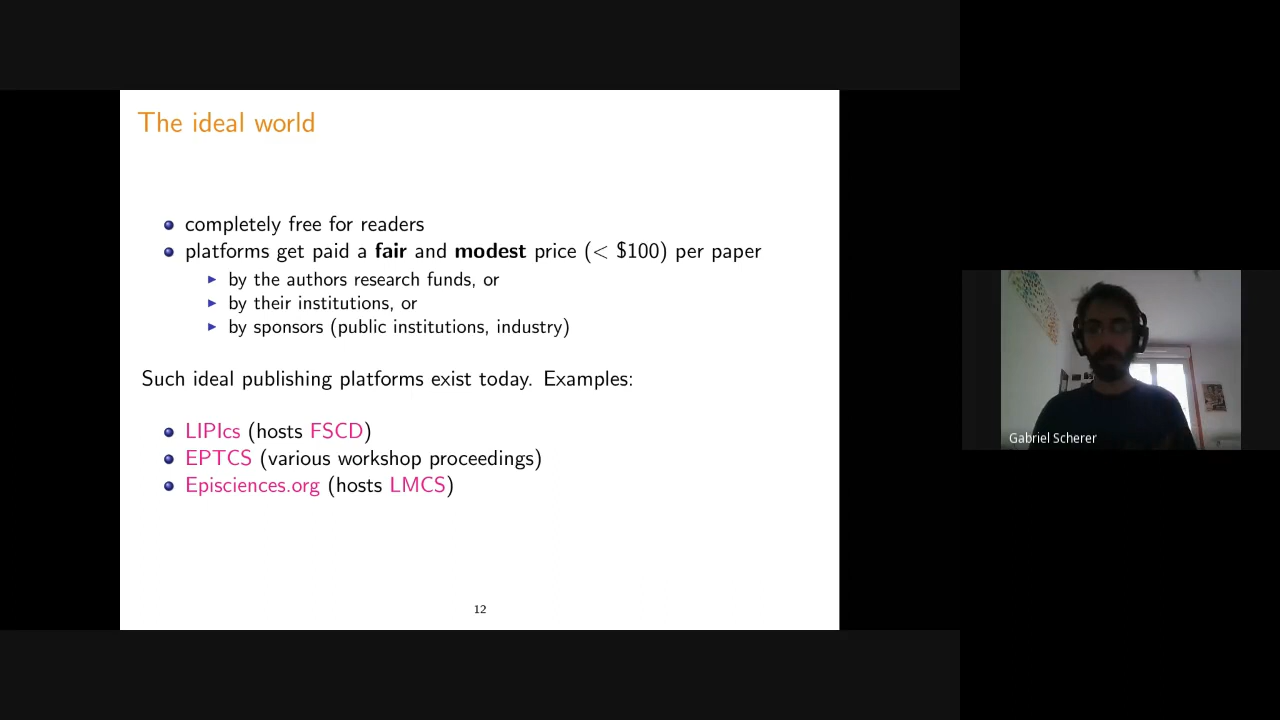 The ideal world
completely free for readers
platforms get paid a fair and modest price (< $100) per paper
by the authors research funds, or
by their institutions, or
by sponsors (public institutions, industry)
Such ideal publishing platforms exist today. Examples:
LIPIcs (hosts FSCD)
EPTCS (various workshop proceedings)
Episciences.org (hosts LMCS)
12
Gabriel Scherer